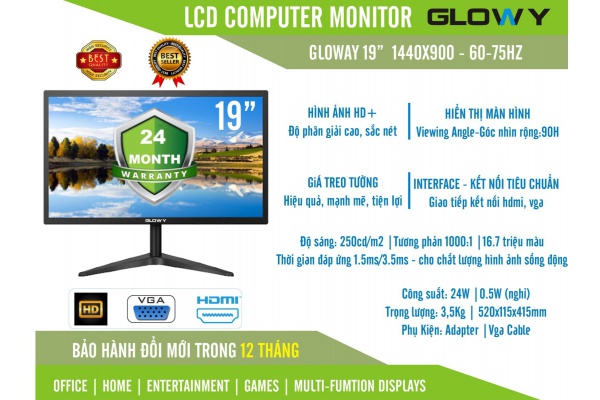 LCD COMPUTER MONITOR GLOWY
GLOWAY 19” 1440X900 - 60-75HZ
BEST QUALITY
BEST SELLER
19”
24
MONTH
WARRANTY
GLOWY
HÌNH ẢNH HD+
Độ phân giải cao, sắc nét
HIỂN THỊ MÀN HÌNH
Viewing Angle-Góc nhìn rộng:90H
GIÁ TREO TƯỜNG
Hiệu quả, mạnh mẽ, tiện lợi
INTERFACE - KẾT NỐI TIÊU CHUẨN
Giao tiếp kết nối hdmi, vga
Độ sáng: 250cd/m2 |Tương phản 1000:1 |16.7 triệu màu
Thời gian đáp ứng 1.5ms/3.5ms - cho chất lượng hình ảnh sống động
Công suất: 24W |0.5W (nghỉ)
Trọng lượng: 3,5Kg | 520x115x415mm
Phụ Kiện: Adapter |Vga Cable
HD
VGA
HDMI
BẢO HÀNH ĐỔI MỚI TRONG 12 THÁNG
OFFICE | HOME | ENTERTAINMENT | GAMES | MULTI-FUMTION DISPLAYS